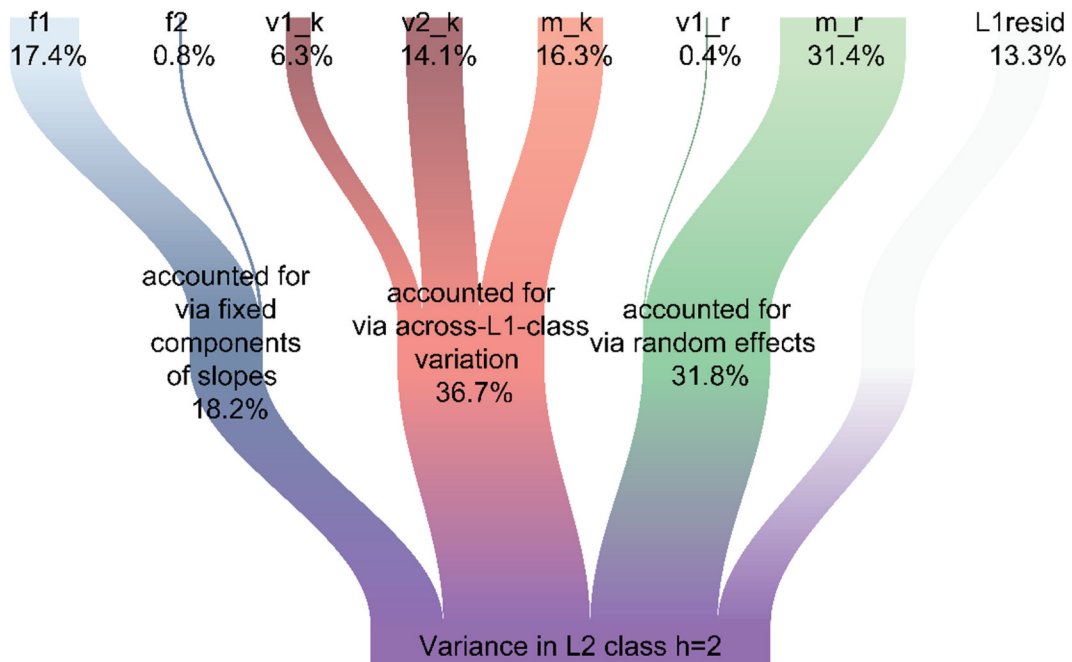 f1 f2 v1_k v2_k m_k v1_r m_r L1resid
17.4% 0.8% 6.3% 14.1% 16.3% 0.4% 31.4% 13.3%
accounted for
via fixed
components
of slopes
18.2%
accounted for
via across-L1-class
variation
36.7%
accounted for
via random effects
31.8%
Variance in L2 class h=2